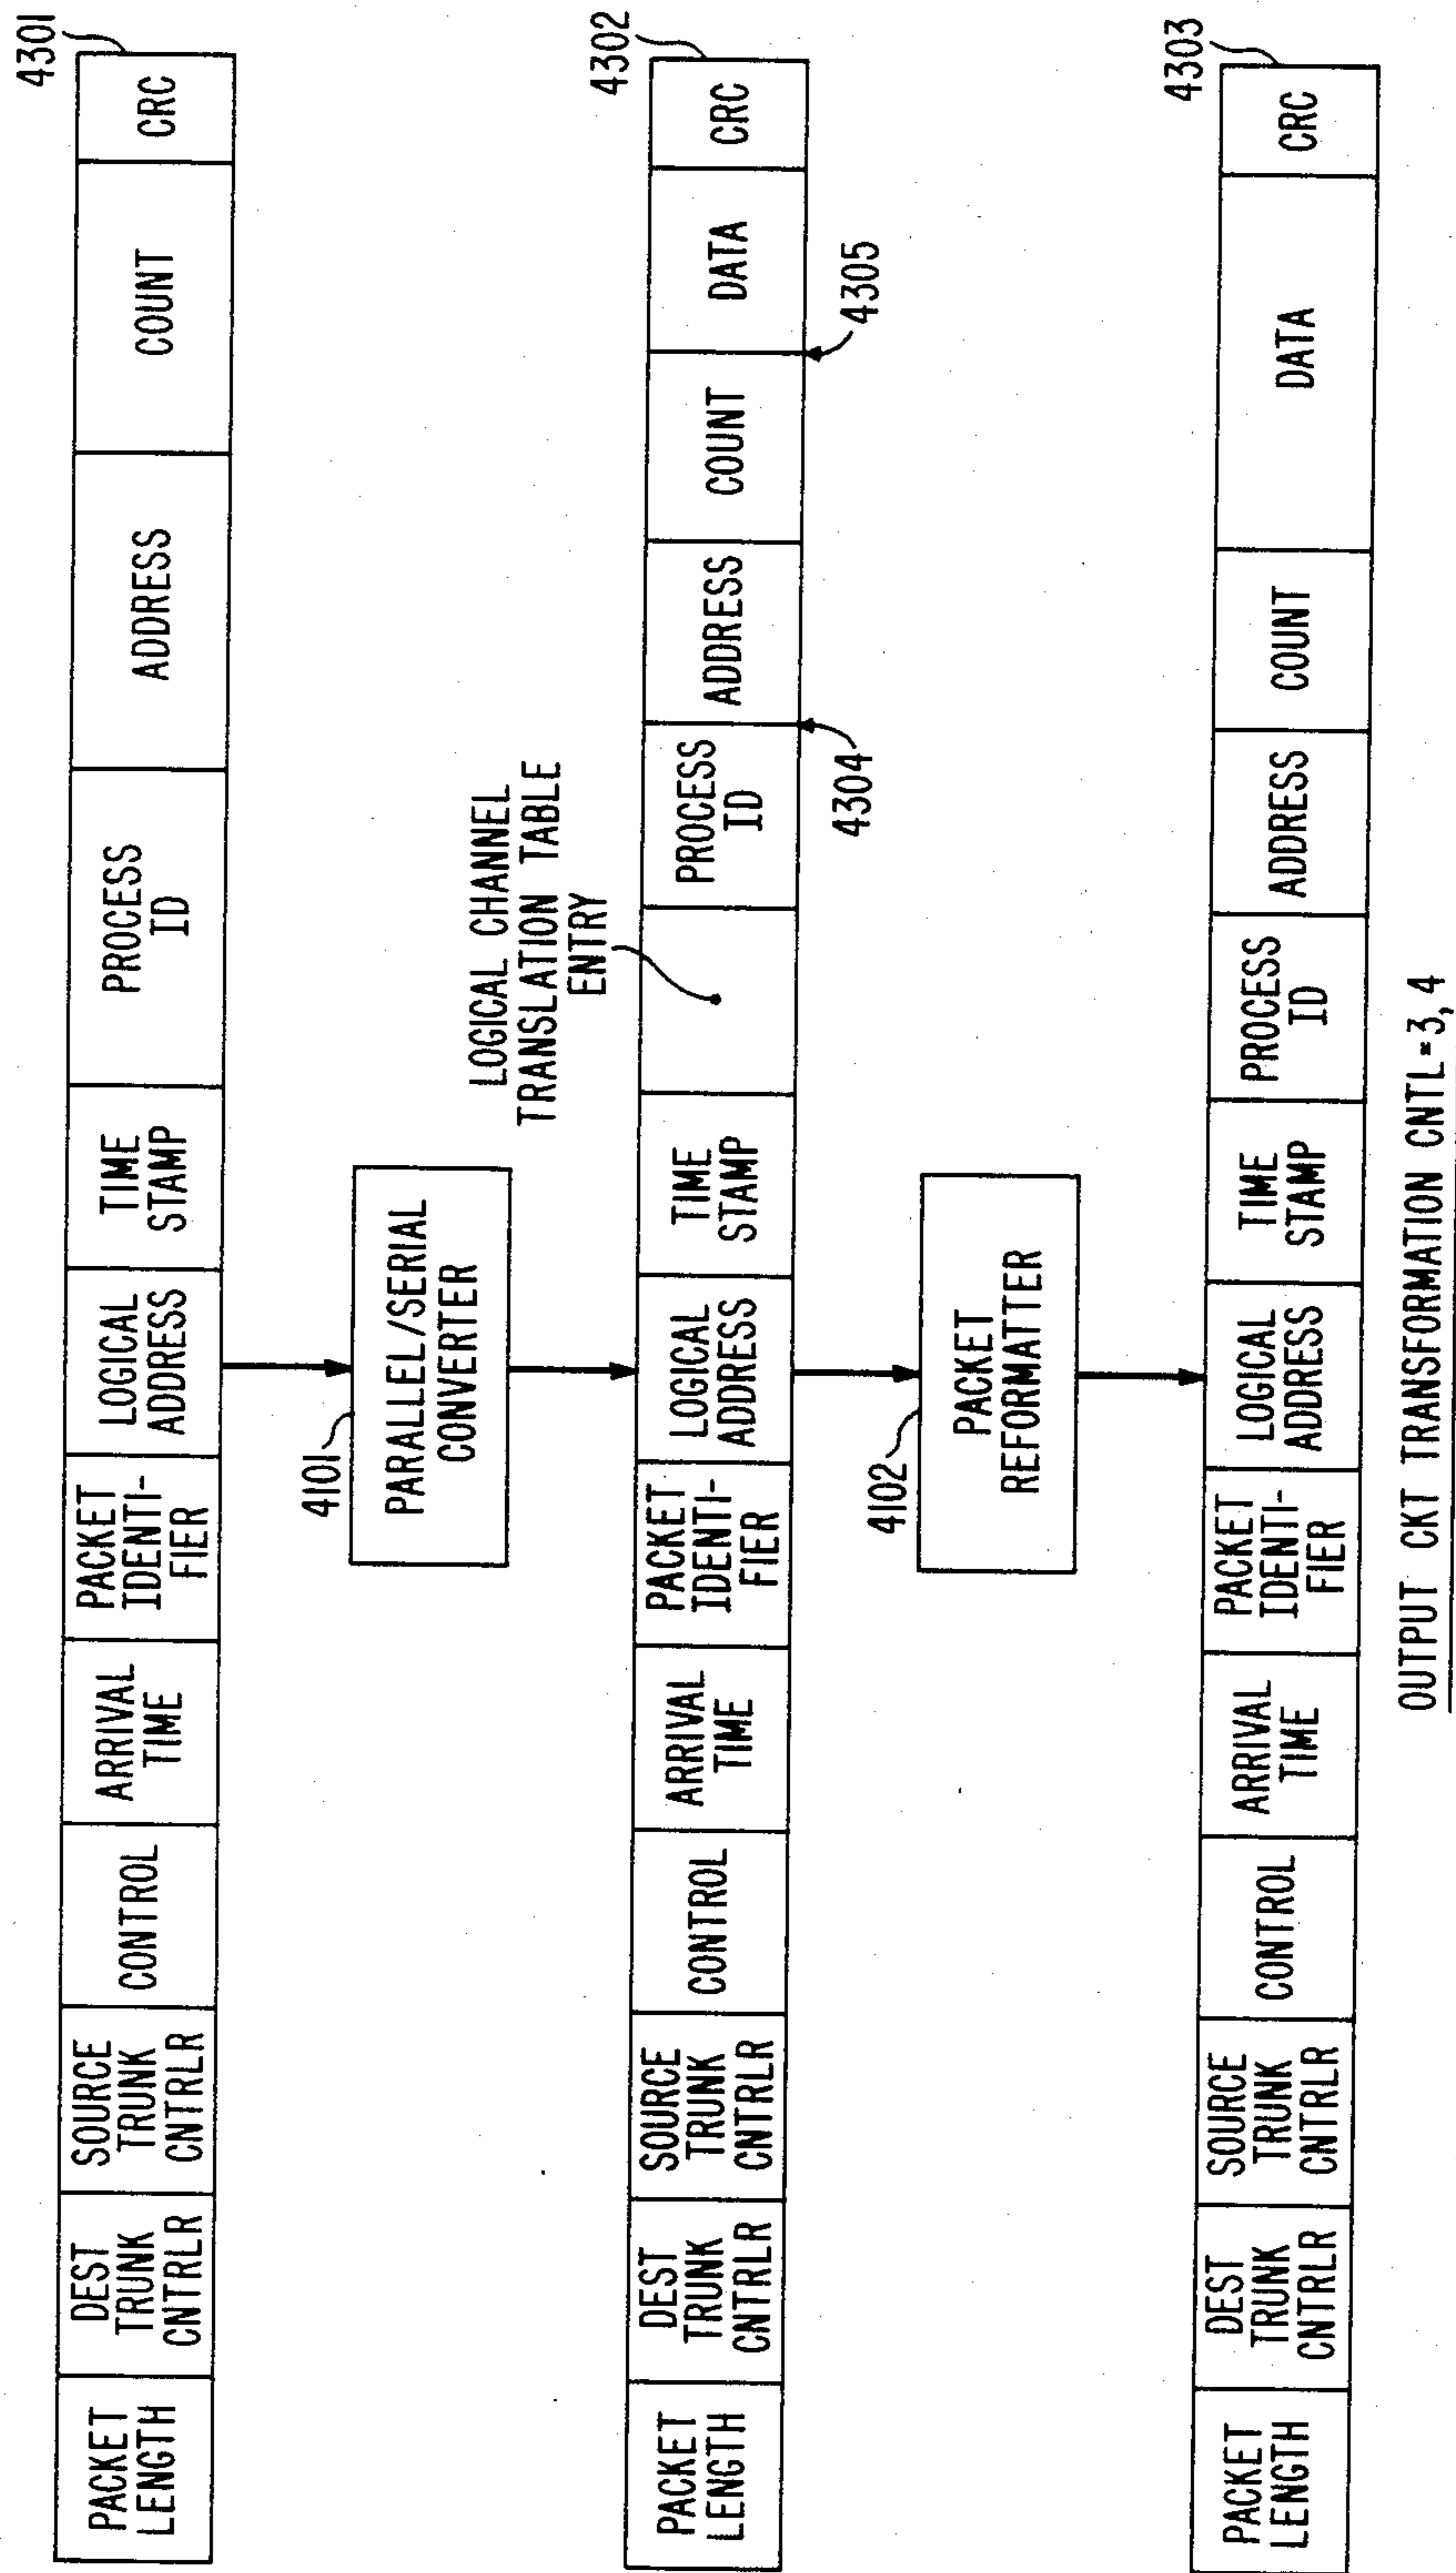 4301
PACKET
LENGTH
DEST
TRUNK
CNTRLR
SOURCE
TRUNK
CNTRLR
CONTROL
ARRIVAL
TIME
PACKET
IDENTI-
FIER
LOGICAL
ADDRESS
TIME
STAMP
PROCESS
ID
ADDRESS
COUNT
CRC
4101
PARALLEL/SERIAL
CONVERTER
LOGICAL CHANNEL
TRANSLATION TABLE
ENTRY
4302
PACKET
LENGTH
DEST
TRUNK
CNTRLR
SOURCE
TRUNK
CNTRLR
CONTROL
ARRIVAL
TIME
PACKET
IDENTI-
FIER
LOGICAL
ADDRESS
TIME
STAMP
PROCESS
ID
ADDRESS
COUNT
DATA
CRC
4304
4305
4102
PACKET
REFORMATTER
4303
PACKET
LENGTH
DEST
TRUNK
CNTRLR
SOURCE
TRUNK
CNTRLR
CONTROL
ARRIVAL
TIME
PACKET
IDENTI-
FIER
LOGICAL
ADDRESS
TIME
STAMP
PROCESS
ID
ADDRESS
COUNT
DATA
CRC
OUTPUT CKT TRANSFORMATION CNTL=3, 4